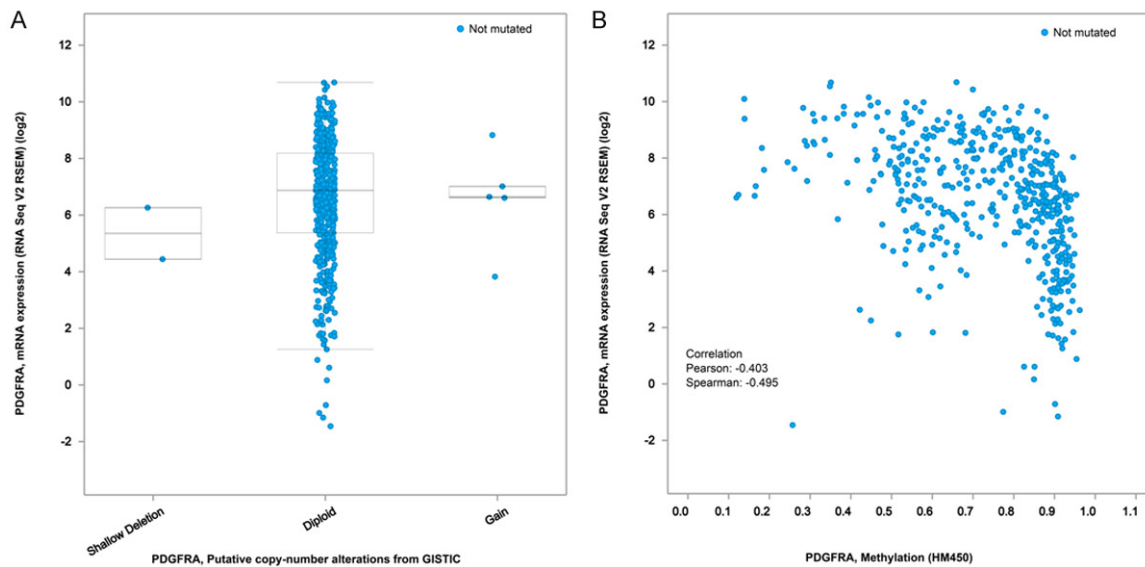 A
Not mutated
12
10
8
6
4
2
0
-2
PDGFRA, mRNA expression (RNA Seq V2 RSEM) (log2)
Shallow Deletion
Diploid
Gain
PDGFRA, Putative copy-number alterations from GISTIC
B
Not mutated
12
10
8
6
4
2
0
-2
PDGFRA, mRNA expression (RNA Seq V2 RSEM) (log2)
Correlation
Pearson: -0.403
Spearman: -0.495
0.0 0.1 0.2 0.3 0.4 0.5 0.6 0.7 0.8 0.9 1.0 1.1
PDGFRA, Methylation (HM450)